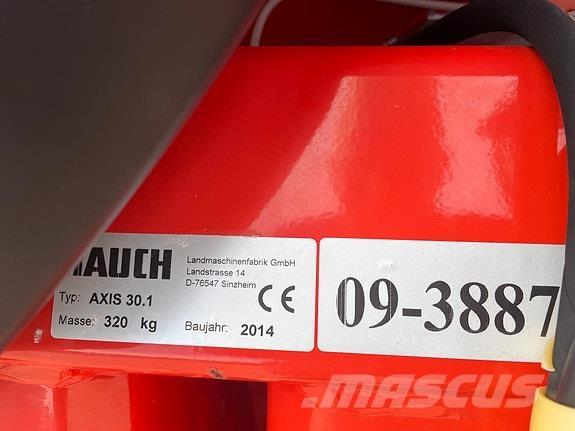 RAUCH
Landmaschinenfabrik GmbH
Landstrasse 14
D-76547 Sinzheim
Typ: AXIS 30.1
CE
Masse: 320 kg
Baujahr: 2014
09-3887
MASCUS